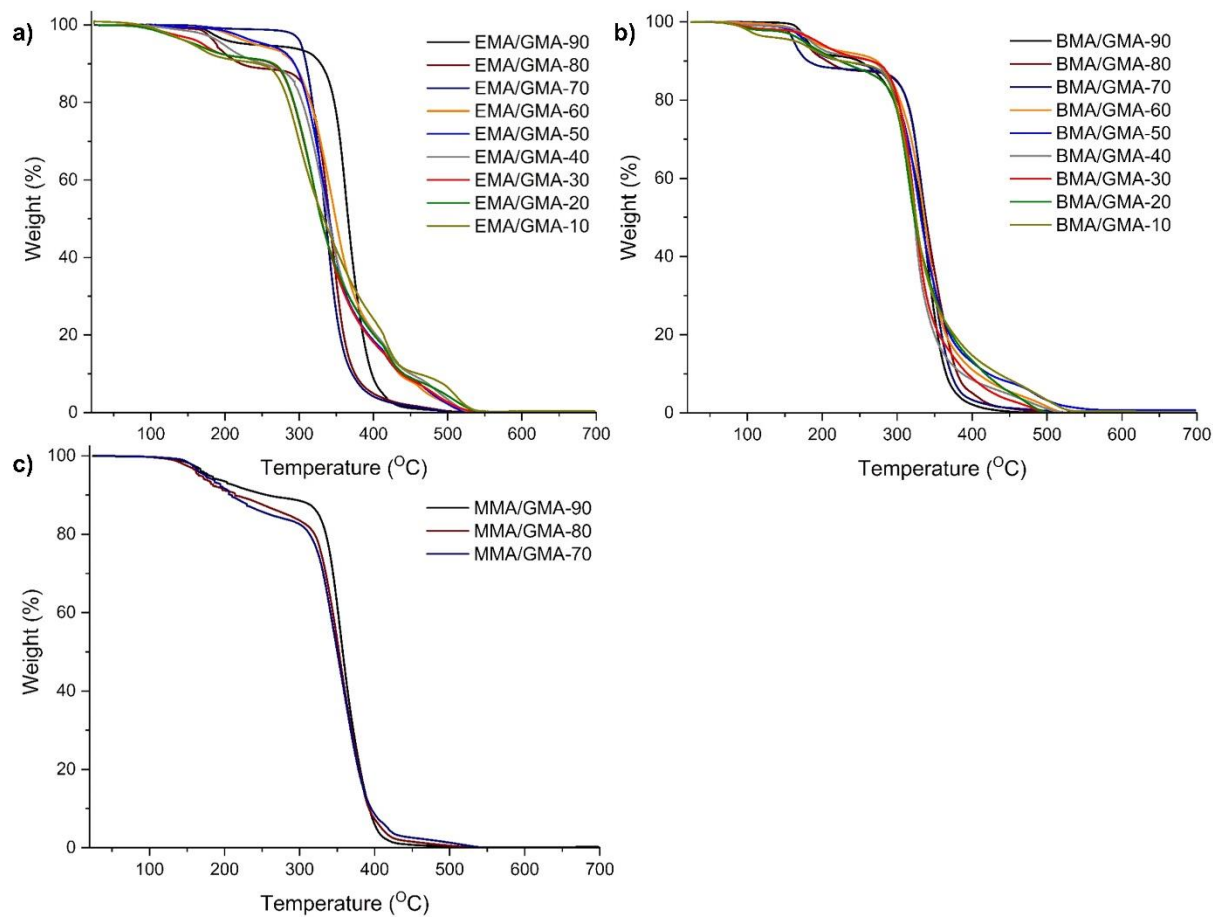 a)
100
80
60
40
20
0
Weight (%)
EMA/GMA-90
EMA/GMA-80
EMA/GMA-70
EMA/GMA-60
EMA/GMA-50
EMA/GMA-40
EMA/GMA-30
EMA/GMA-20
EMA/GMA-10
100 200 300 400 500 600 700
Temperature (OC)
b)
100
80
60
40
20
0
Weight (%)
BMA/GMA-90
BMA/GMA-80
BMA/GMA-70
BMA/GMA-60
BMA/GMA-50
BMA/GMA-40
BMA/GMA-30
BMA/GMA-20
BMA/GMA-10
100 200 300 400 500 600 700
Temperature (OC)
c)
100
80
60
40
20
0
Weight (%)
MMA/GMA-90
MMA/GMA-80
MMA/GMA-70
100 200 300 400 500 600 700
Temperature (OC)